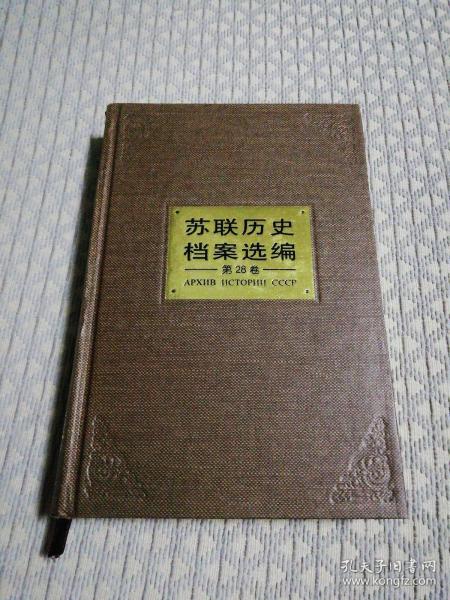 苏联历史
档案选编
第28卷
АРХИВ ИСТОРИИ СССР
孔夫子旧书网
www.kongfz.com